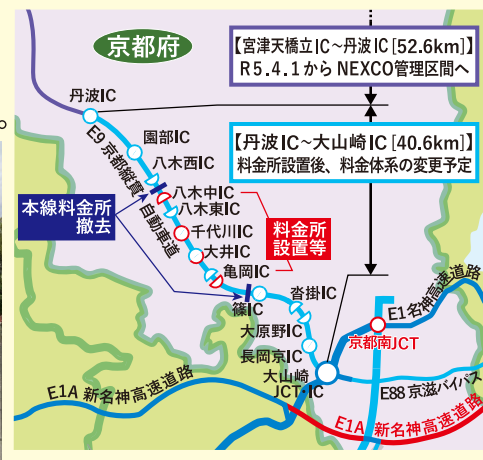 京都府
【宮津天橋立IC~丹波IC[52.6km]】
R5.4.1から NEXCO管理区間へ
丹波IC
【丹波IC~大山崎IC[40.6km]】
料金所設置後、料金体系の変更予定
園部IC
八木西IC
E9 京都縦貫自動車道
八木中IC
八木東IC
本線料金所
撤去
千代川IC
大井IC
料金所
設置等
亀岡IC
篠IC
沓掛IC
大原野IC
長岡京IC
大山崎
JCT・IC
E1名神高速道路
京都南JCT
E1A 新名神高速道路
E88 京滋バイパス
E1A 新名神高速道路
。